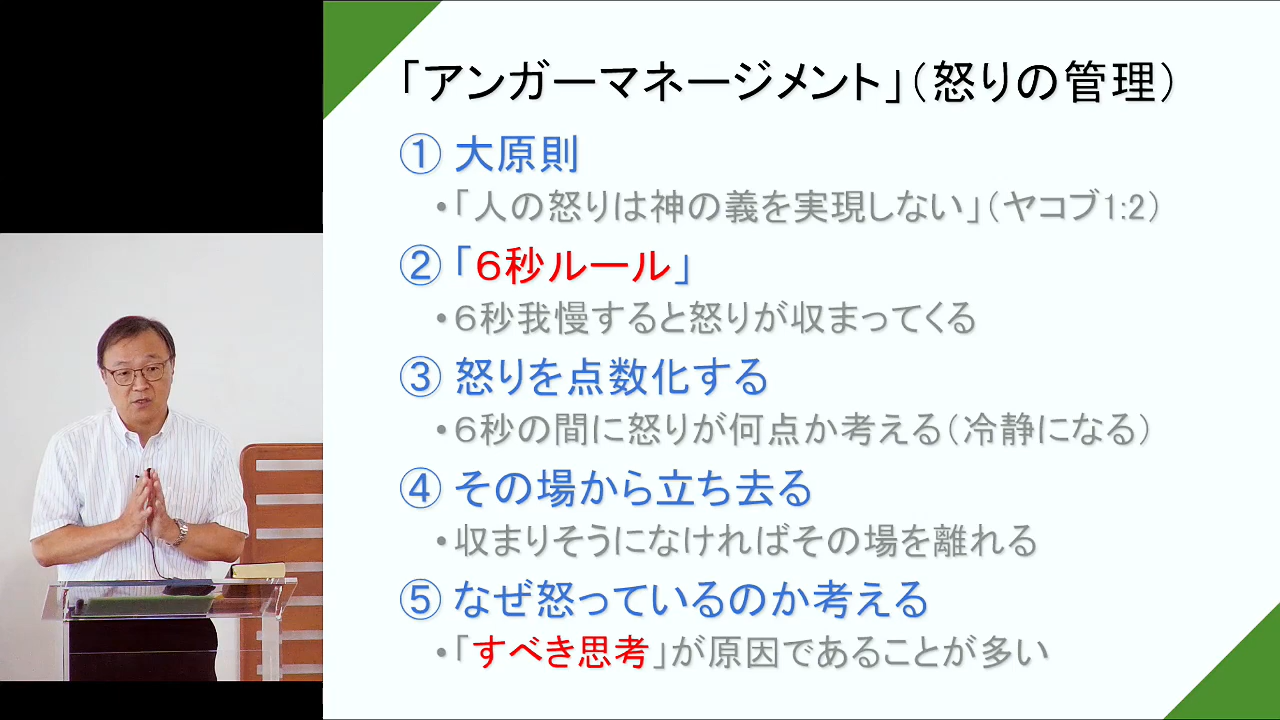 「アンガーマネージメント」(怒りの管理)
① 大原則
・「人の怒りは神の義を実現しない」(ヤコブ1:2)
② 「6秒ルール」
・6秒我慢すると怒りが収まってくる
③ 怒りを点数化する
・6秒の間に怒りが何点か考える(冷静になる)
④ その場から立ち去る
・収まりそうになければその場を離れる
⑤ なぜ怒っているのか考える
・「すべき思考」が原因であることが多い